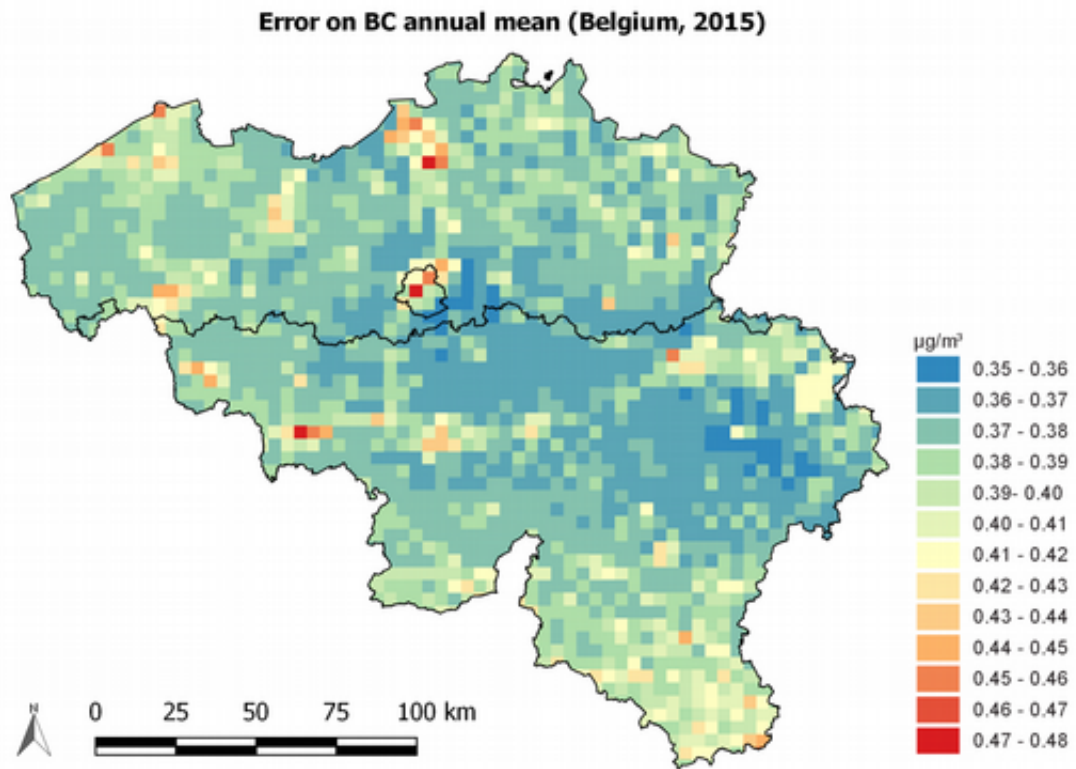 Error on BC annual mean (Belgium, 2015)
µg/m³
0.35 - 0.36
0.36 - 0.37
0.37 - 0.38
0.38 - 0.39
0.39- 0.40
0.40 - 0.41
0.41 - 0.42
0.42 - 0.43
0.43 - 0.44
0.44 - 0.45
0.45 - 0.46
0.46 - 0.47
0.47 - 0.48
N
0 25 50 75 100 km